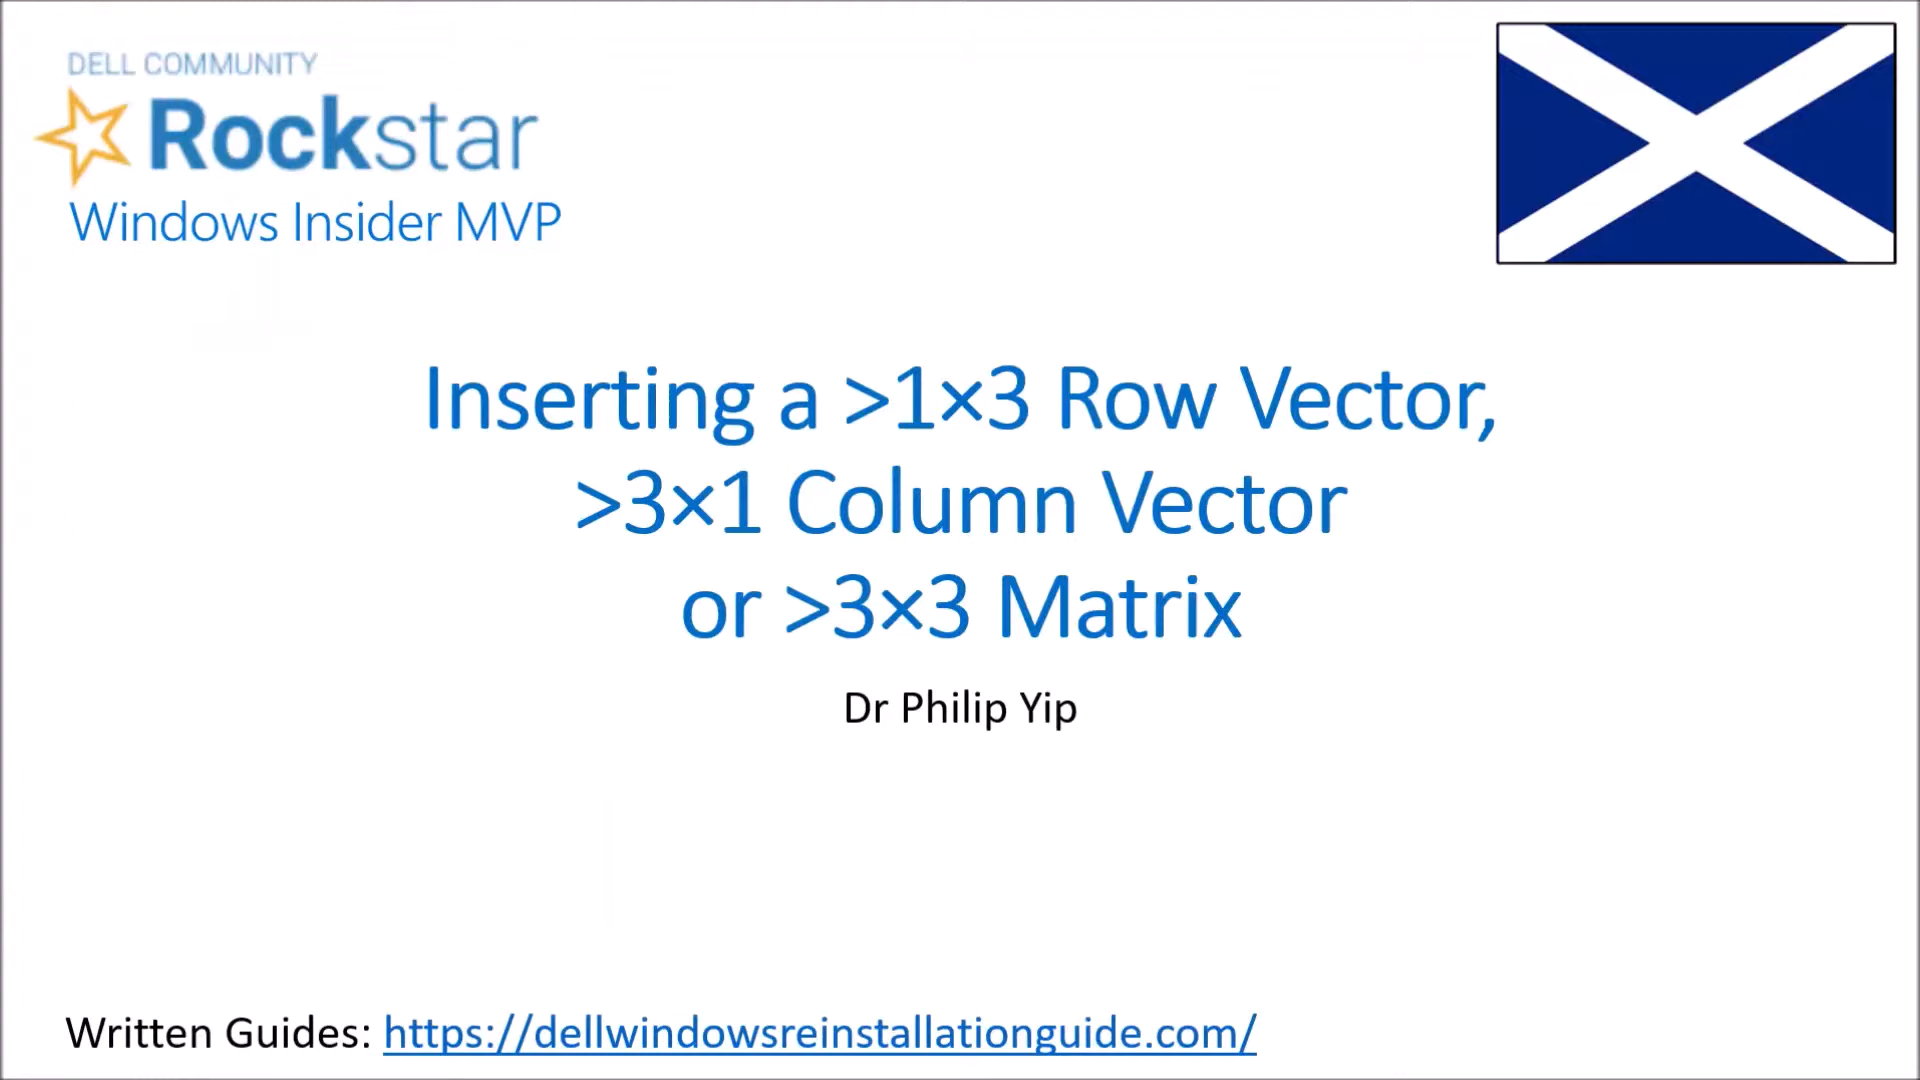 DELL COMMUNITY
Rockstar
Windows Insider MVP
Inserting a >1×3 Row Vector,
>3×1 Column Vector
or >3×3 Matrix
Dr Philip Yip
Written Guides: https://dellwindowsreinstallationguide.com/